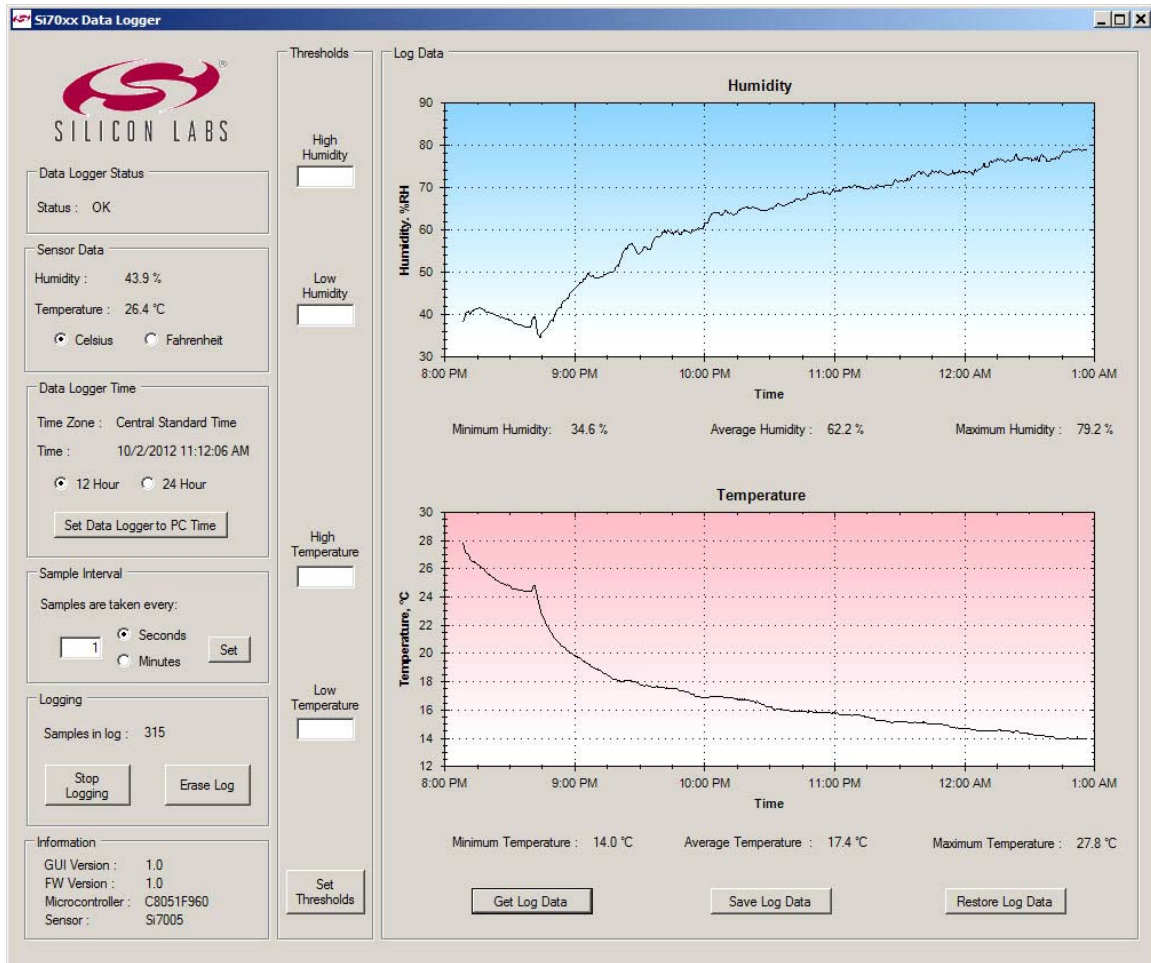 Si70xx Data Logger
SILICON LABS
®
Data Logger Status
Status : OK
Sensor Data
Humidity : 43.9 %
Temperature : 26.4 °C
Celsius Fahrenheit
Data Logger Time
Time Zone : Central Standard Time
Time : 10/2/2012 11:12:06 AM
12 Hour 24 Hour
Set Data Logger to PC Time
Sample Interval
Samples are taken every:
1 Seconds
Minutes
Set
Logging
Samples in log : 315
Stop
Logging
Erase Log
Information
GUI Version : 1.0
FW Version : 1.0
Microcontroller : C8051F960
Sensor : Si7005
Thresholds
High
Humidity
Low
Humidity
High
Temperature
Low
Temperature
Set
Thresholds
Log Data
Humidity
Humidity. %RH
90
80
70
60
50
40
30
8:00 PM 9:00 PM 10:00 PM 11:00 PM 12:00 AM 1:00 AM
Time
Minimum Humidity: 34.6 % Average Humidity : 62.2 % Maximum Humidity : 79.2 %
Temperature
Temperature, °C
30
28
26
24
22
20
18
16
14
12
8:00 PM 9:00 PM 10:00 PM 11:00 PM 12:00 AM 1:00 AM
Time
Minimum Temperature : 14.0 °C Average Temperature : 17.4 °C Maximum Temperature : 27.8 °C
Get Log Data Save Log Data Restore Log Data